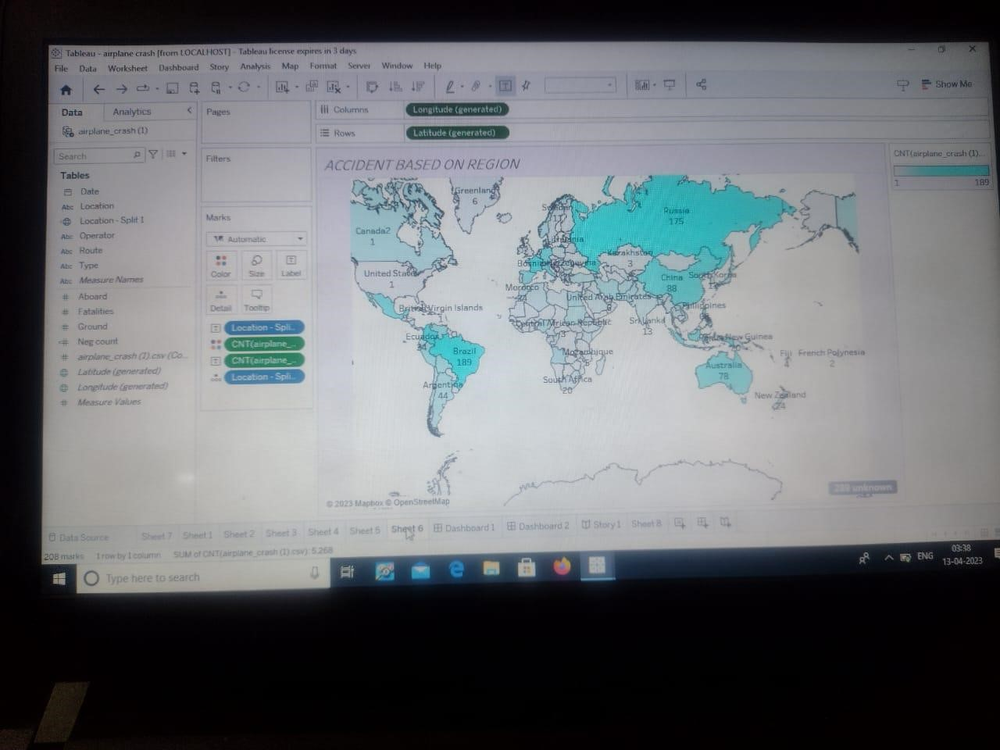 Tableau - airplane crash [from LOCALHOST] - Tableau license expires in 3 days
File Data Worksheet Dashboard Story Analysis Map Format Server Window Help
Show Me
Data Analytics
airplane_crash (1)
Search
Tables
Date
Abc Location
Location - Split 1
Abc Operator
Abc Route
Abc Type
Abc Measure Names
# Aboard
# Fatalities
# Ground
Neg count
# airplane_crash (1).csv (Co...
Latitude (generated)
Longitude (generated)
# Measure Values
Pages
Filters
Marks
Automatic
Color Size Label
Detail Tooltip
Location - Spli..
CNT(airplane_..
CNT(airplane_..
Location - Spli..
Columns Longitude (generated)
Rows Latitude (generated)
ACCIDENT BASED ON REGION
Greenland
6
Canada2
1
United States
1
British Virgin Islands
1
Ecuador
34
Brazil
189
Argentina
44
Sweden
Lithuania
Russia
175
Kazakhstan
3
China
88
South Korea
Morocco
United Arab Emirates
Central African Republic
3
Mozambique
5
South Africa
20
Sri Lanka
13
Philippines
Papua New Guinea
Australia
78
Fiji
French Polynesia
2
New Zealand
24
© 2023 Mapbox © OpenStreetMap
289 unknown
CNT(airplane_crash (1)...
1 189
Data Source Sheet 7 Sheet 1 Sheet 2 Sheet 3 Sheet 4 Sheet 5 Sheet 6 Dashboard 1 Dashboard 2 Story 1 Sheet 8
208 marks 1 row by 1 column SUM of CNT(airplane_crash (1).csv): 5,268
Type here to search
ENG
03:38
13-04-2023